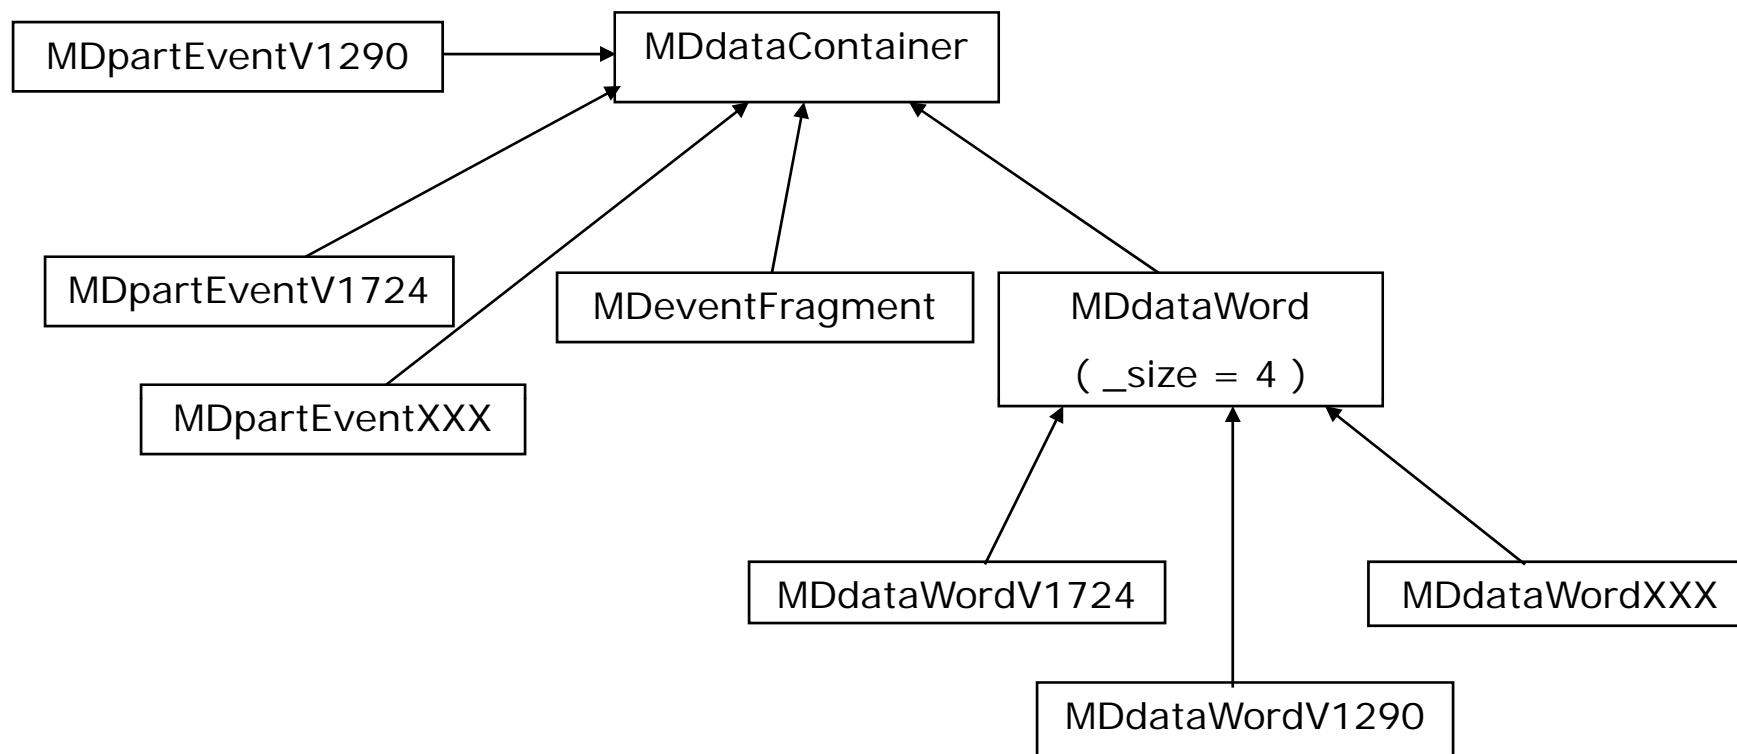 MDpartEventV1290
MDdataContainer
MDpartEventV1724
MDeventFragment
MDdataWord
( _size = 4 )
MDpartEventXXX
MDdataWordV1724
MDdataWordXXX
MDdataWordV1290